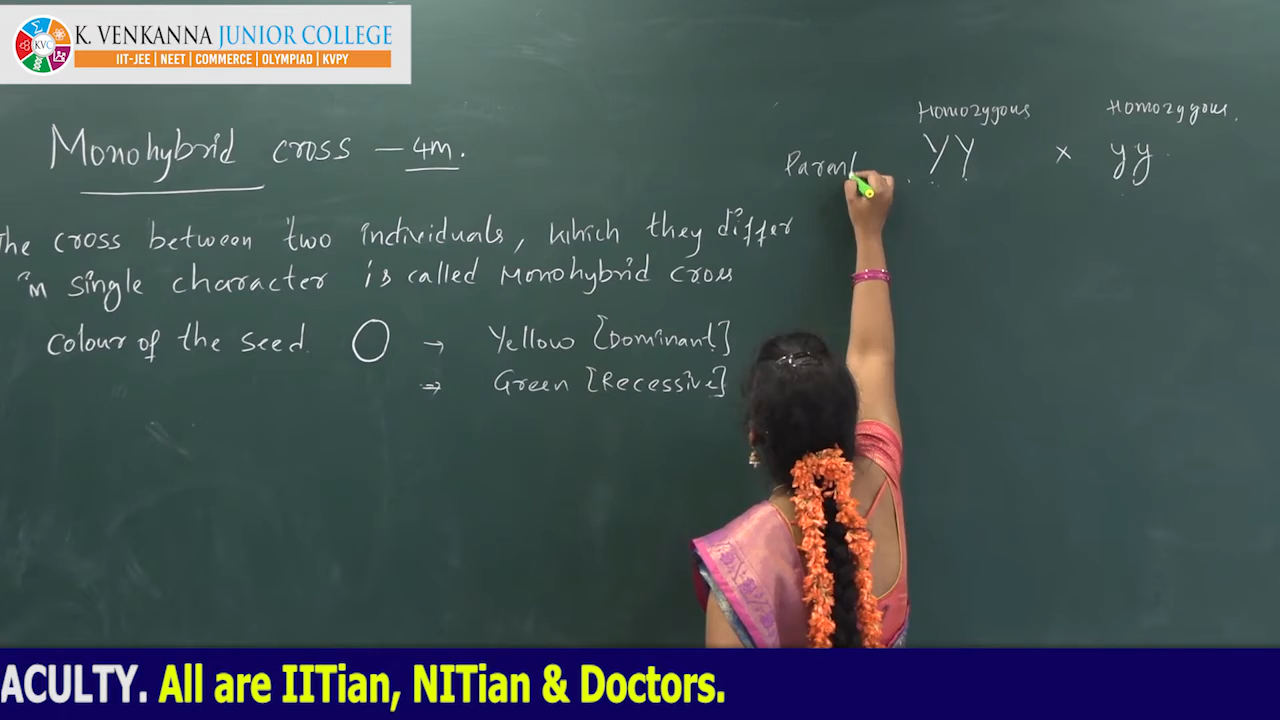 K. VENKANNA JUNIOR COLLEGE
KVC
IIT-JEE | NEET | COMMERCE | OLYMPIAD | KVPY
Monohybrid cross – 4m.
The cross between two individuals, which they differ
in single character is called Monohybrid cross
colour of the seed. O → Yellow [Dominant]
→ Green [Recessive]
Homozygous Homozygous.
Parent YY × yy
ACULTY. All are IITian, NITian & Doctors.